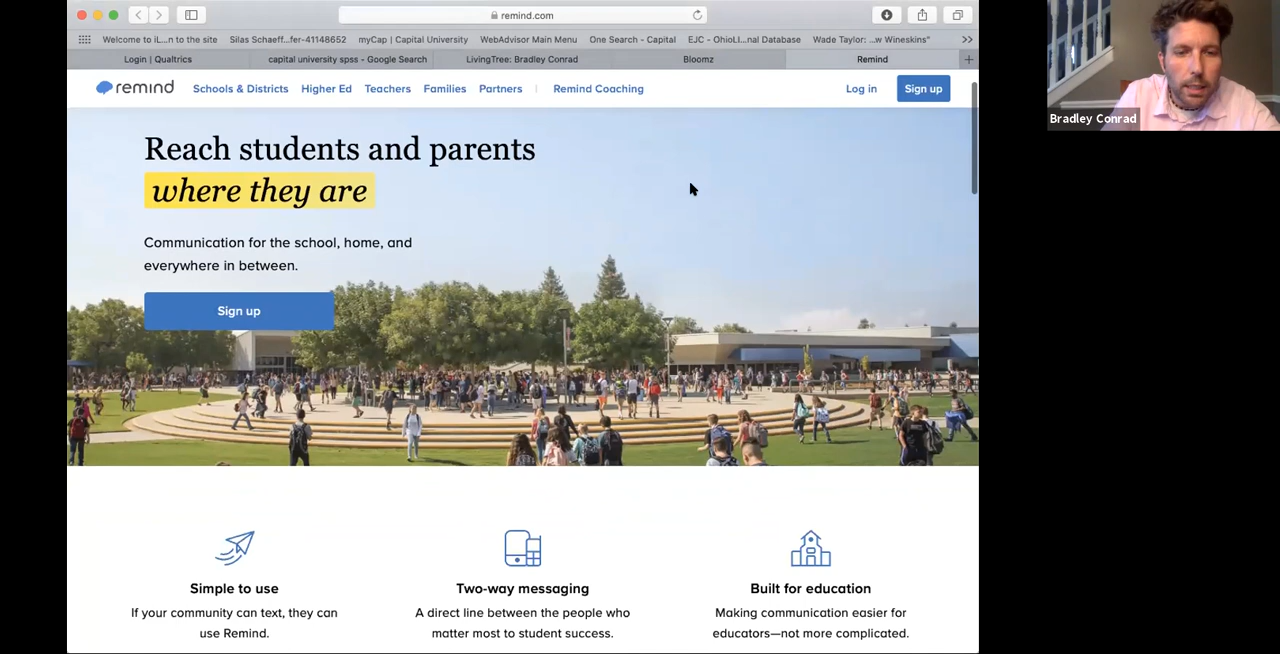 remind.com
Welcome to iL...n to the site Silas Schaeff...fer-41148652 myCap | Capital University WebAdvisor Main Menu One Search - Capital EJC - OhioLI...nal Database Wade Taylor: ...w Wineskins" >>
Login | Qualtrics capital university spss - Google Search LivingTree: Bradley Conrad Bloomz Remind +
remind Schools & Districts Higher Ed Teachers Families Partners | Remind Coaching Log in Sign up
Reach students and parents
where they are
Communication for the school, home, and
everywhere in between.
Sign up
Simple to use
If your community can text, they can
use Remind.
Two-way messaging
A direct line between the people who
matter most to student success.
Built for education
Making communication easier for
educators—not more complicated.
Bradley Conrad